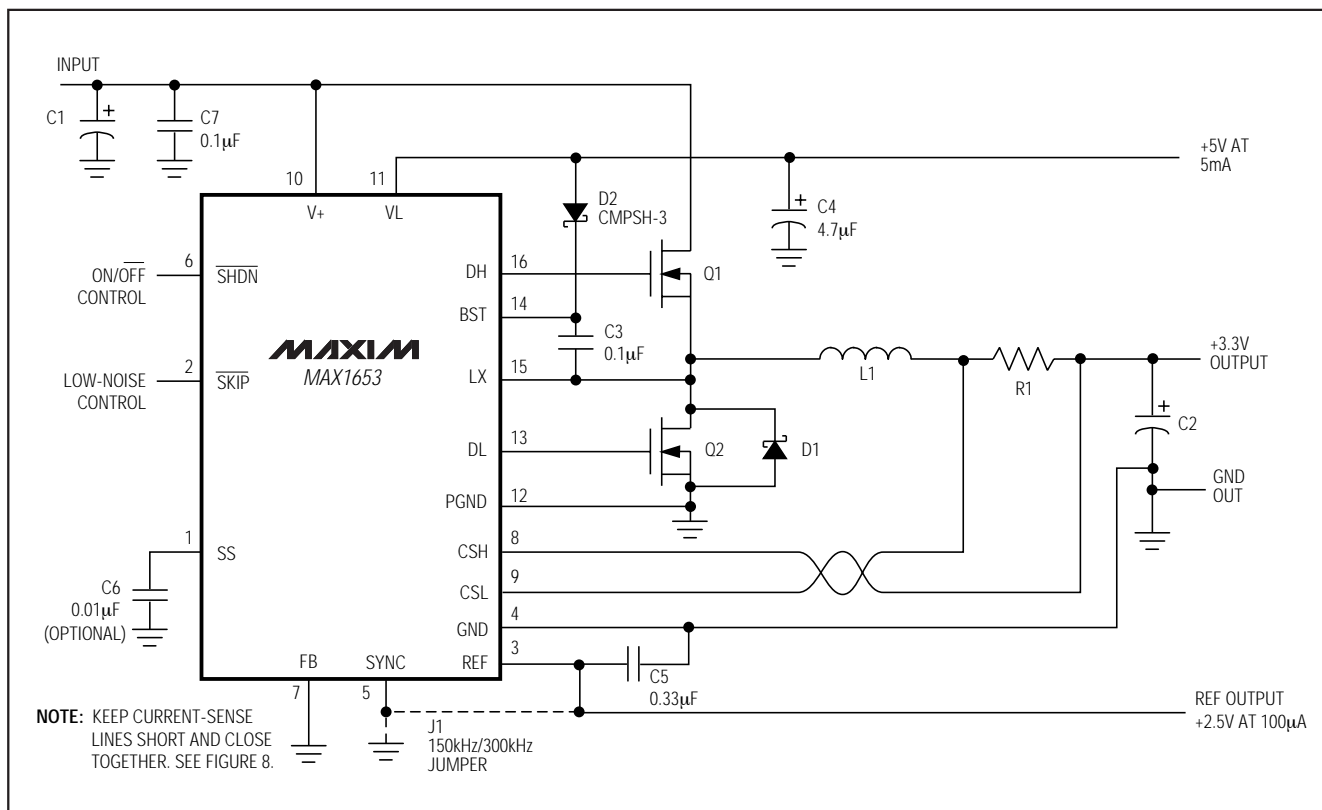 INPUT
C1
+
C7
0.1µF
+5V AT
5mA
10
11
V+
VL
D2
CMPSH-3
+
C4
4.7µF
6
ON/OFF
CONTROL
SHDN
DH
16
Q1
BST
14
C3
0.1µF
MAXIM
MAX1653
2
LOW-NOISE
CONTROL
SKIP
LX
15
L1
R1
+3.3V
OUTPUT
+
C2
DL
13
Q2
D1
GND
OUT
PGND
12
1
SS
CSH
8
CSL
9
C6
0.01µF
(OPTIONAL)
GND
4
REF
3
C5
0.33µF
FB
SYNC
7
5
REF OUTPUT
+2.5V AT 100µA
J1
150kHz/300kHz
JUMPER
NOTE: KEEP CURRENT-SENSE
LINES SHORT AND CLOSE
TOGETHER. SEE FIGURE 8.